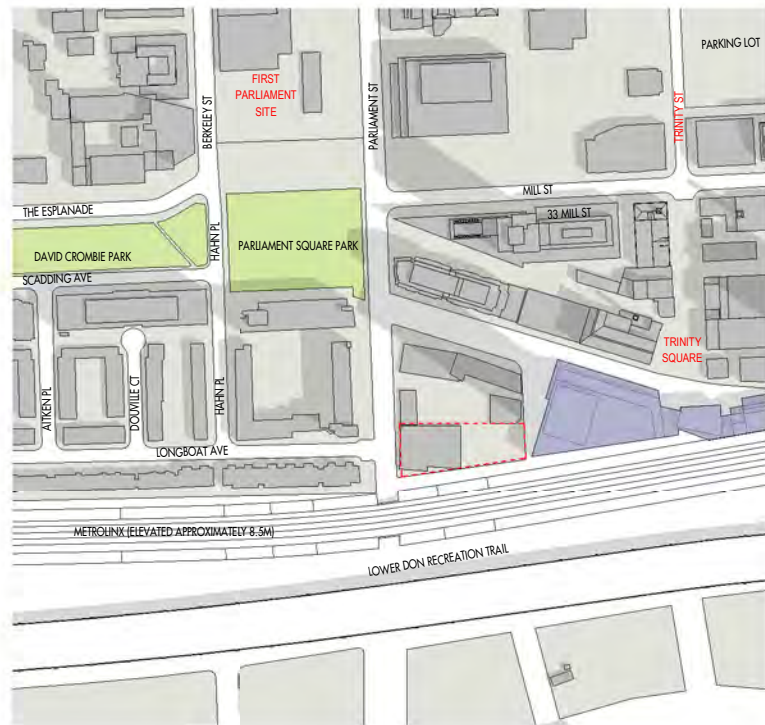 PARKING LOT
FIRST
PARLIAMENT
SITE
BERKELEY ST
PARLIAMENT ST
TRINITY ST
MILL ST
THE ESPLANADE
33 MILL ST
HAHN PL
DAVID CROMBIE PARK
PARLIAMENT SQUARE PARK
SCADDING AVE
TRINITY
SQUARE
AITKEN PL
DOUVILLE CT
HAHN PL
LONGBOAT AVE
METROLINX (ELEVATED APPROXIMATELY 8.5M)
LOWER DON RECREATION TRAIL